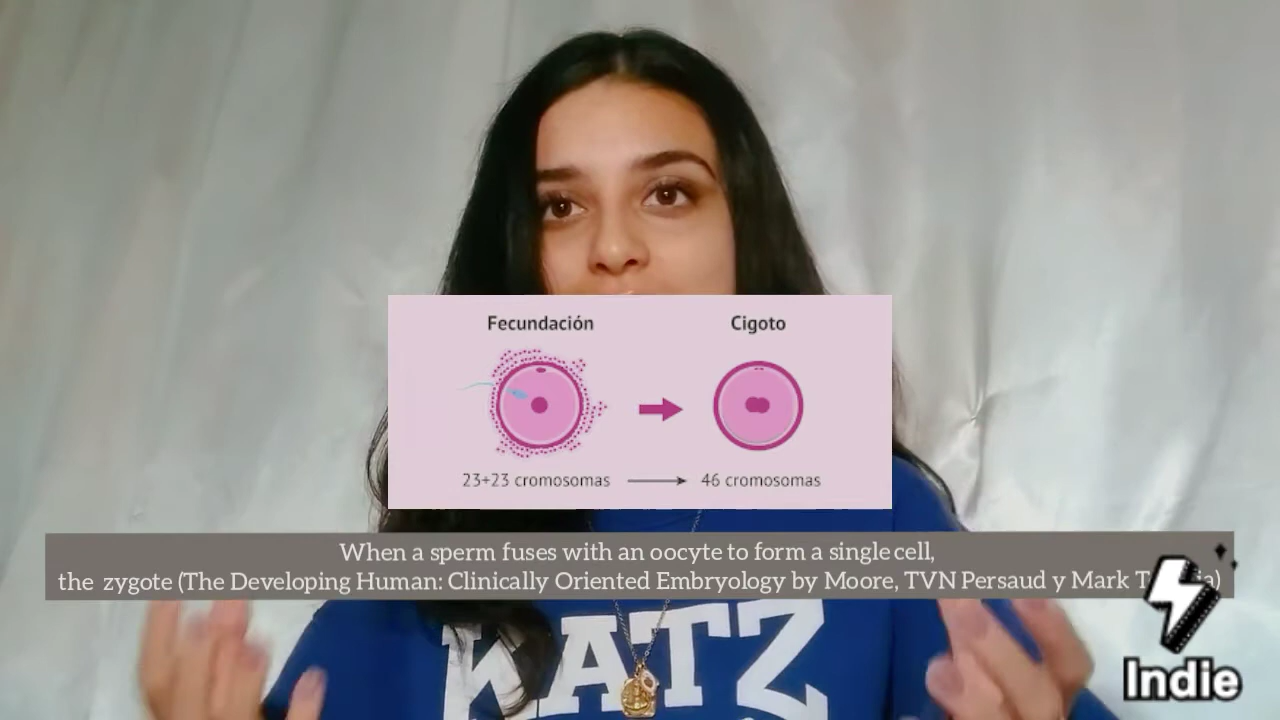 Fecundación Cigoto
23+23 cromosomas 46 cromosomas
When a sperm fuses with an oocyte to form a single cell,
the zygote (The Developing Human: Clinically Oriented Embryology by Moore, TVN Persaud y Mark
KATZ
Indie